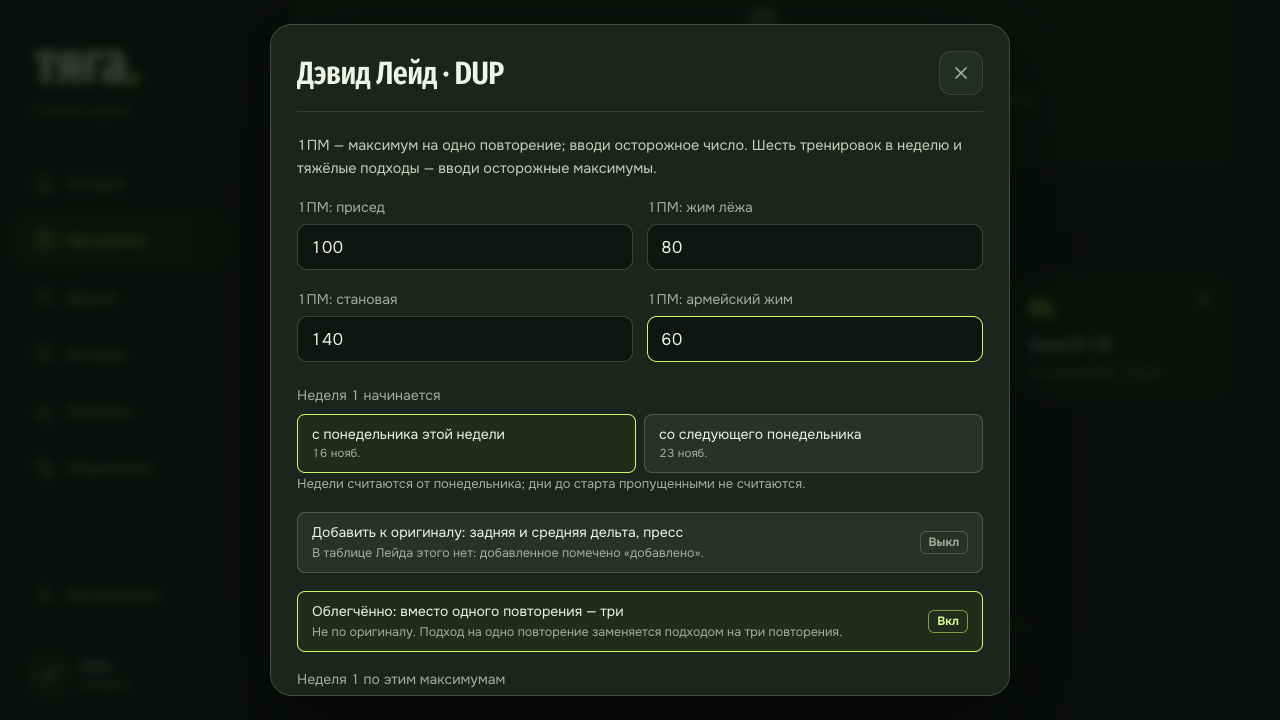 тяга.
Дэвид Лейд · DUP
1ПМ — максимум на одно повторение; вводи осторожное число. Шесть тренировок в неделю и
тяжёлые подходы — вводи осторожные максимумы.
1ПМ: присед
1ПМ: жим лёжа
100
80
1ПМ: становая
1ПМ: армейский жим
140
60
Неделя 1 начинается
с понедельника этой недели
16 нояб.
со следующего понедельника
23 нояб.
Недели считаются от понедельника; дни до старта пропущенными не считаются.
Добавить к оригиналу: задняя и средняя дельта, пресс
В таблице Лейда этого нет: добавленное помечено «добавлено».
Выкл
Облегчённо: вместо одного повторения — три
Не по оригиналу. Подход на одно повторение заменяется подходом на три повторения.
Вкл
Неделя 1 по этим максимумам